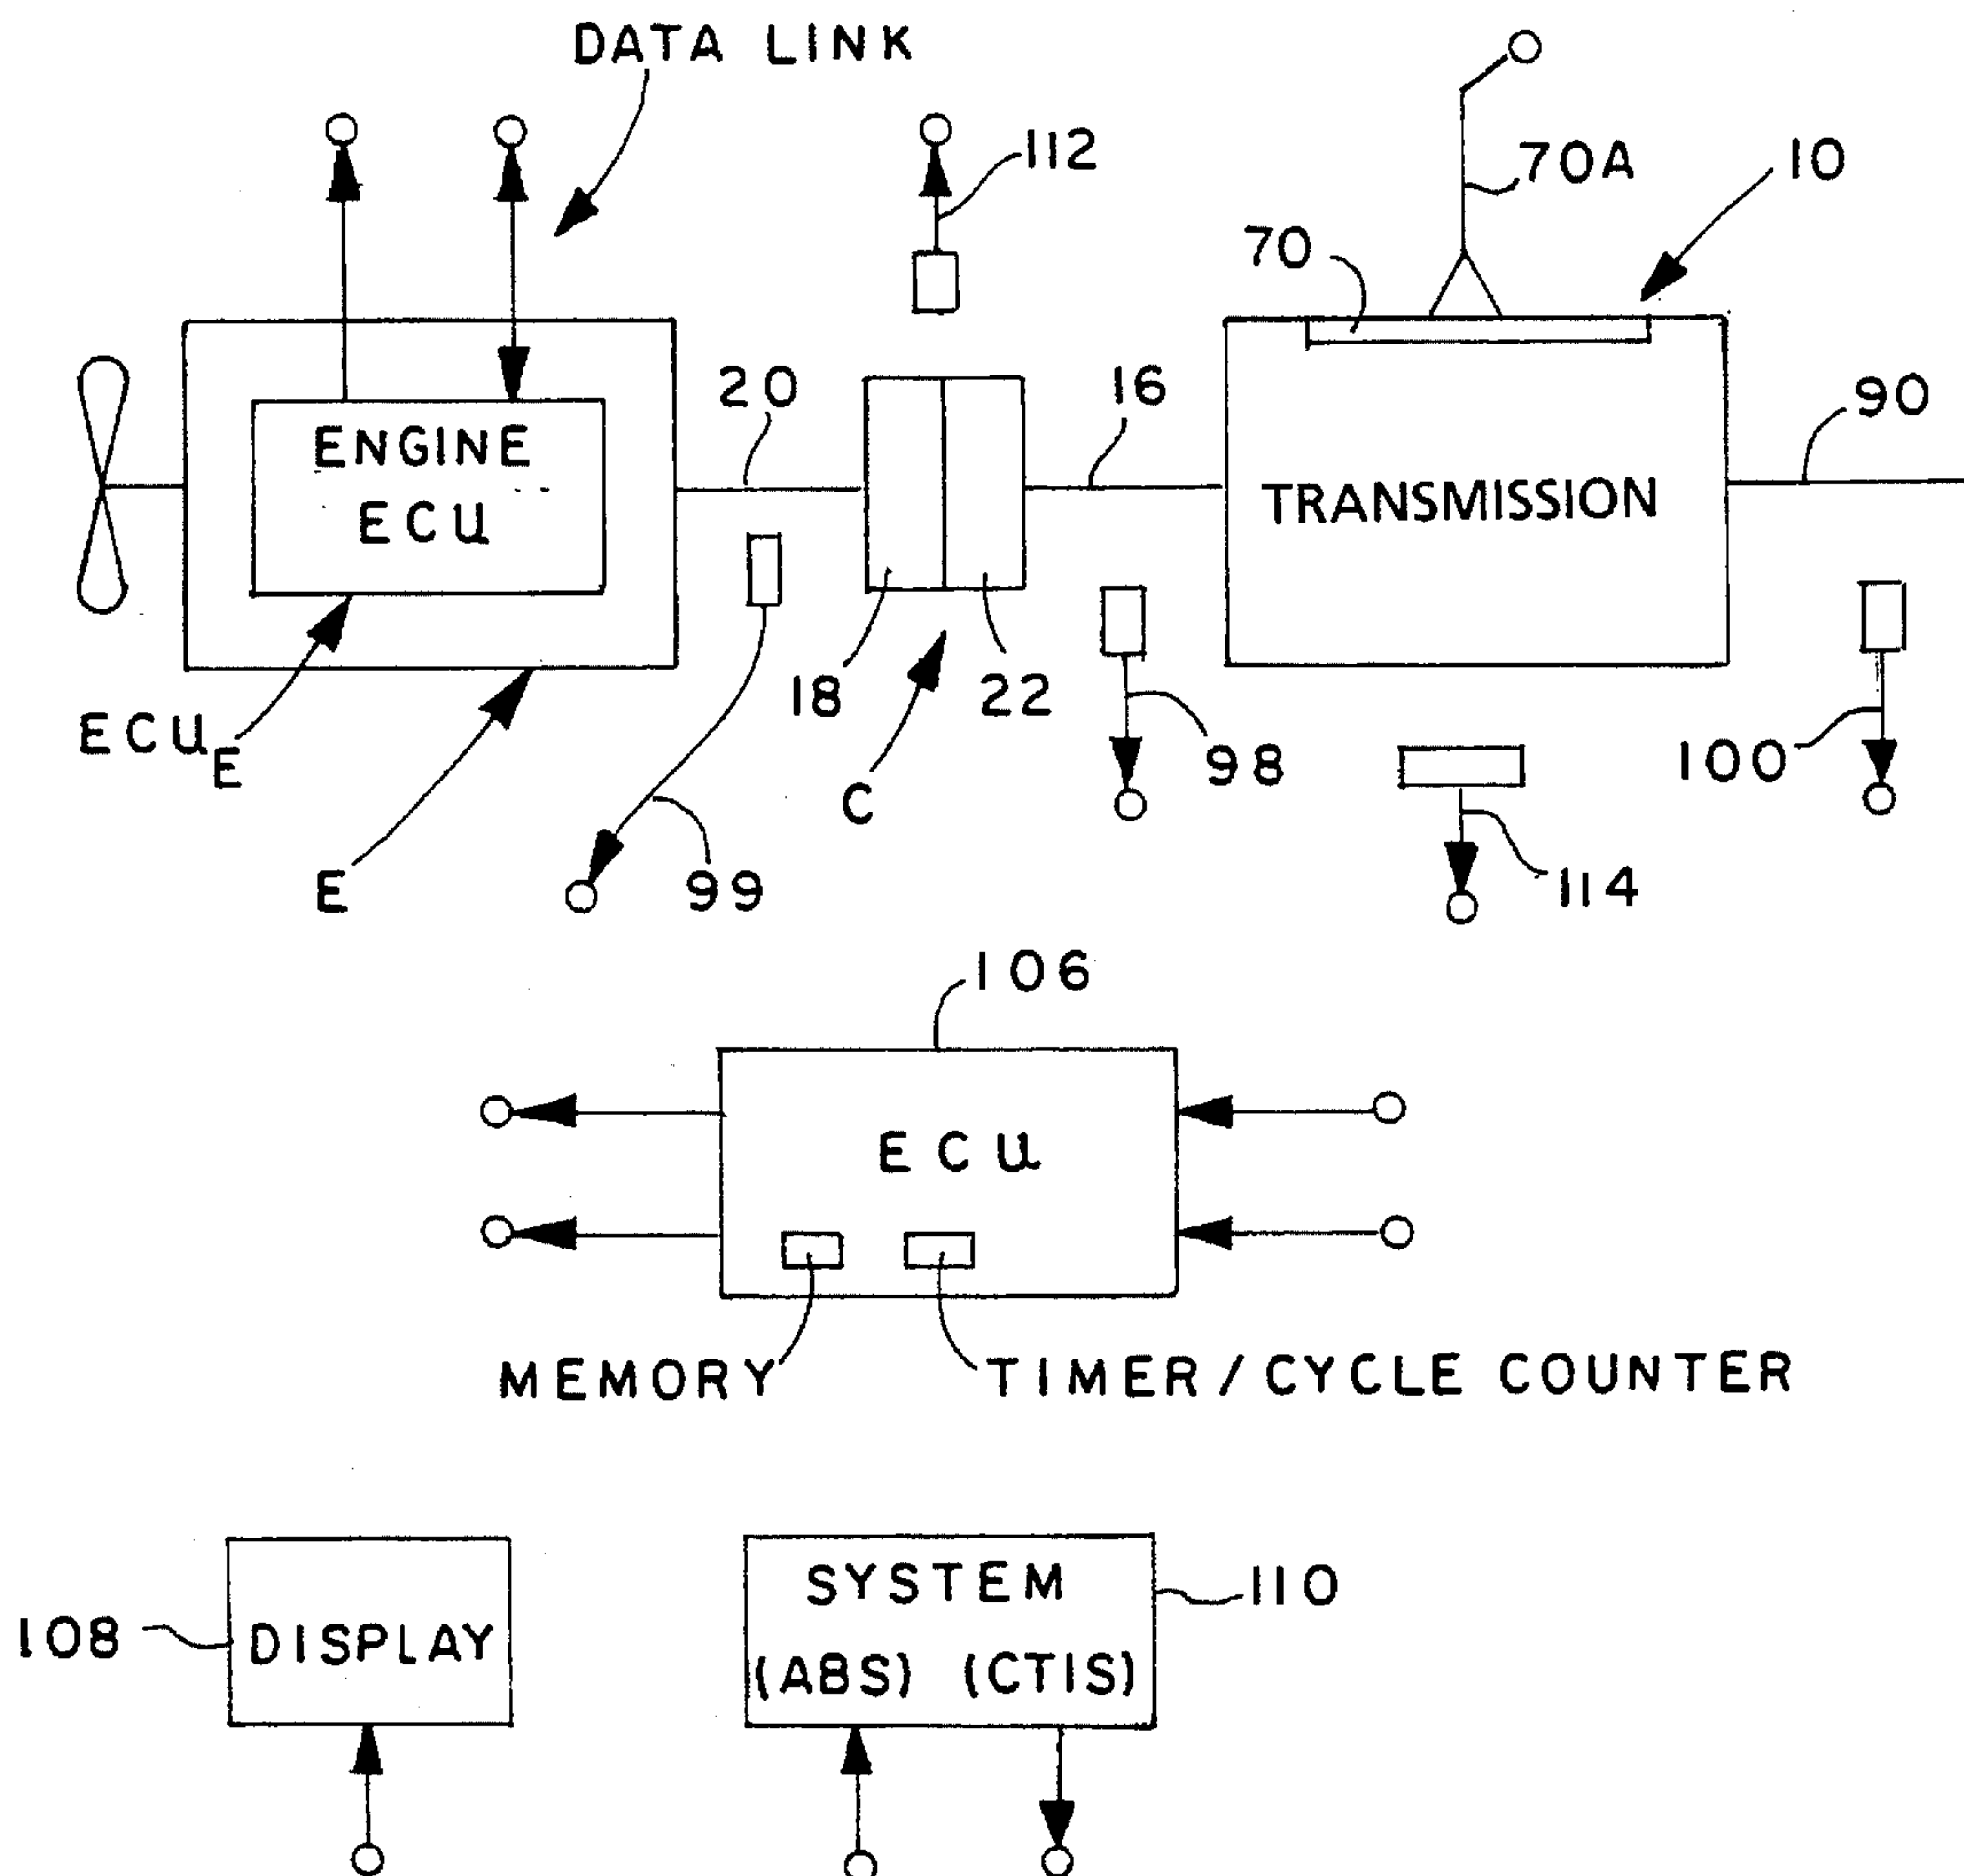 DATA LINK
112
70A
10
70
ENGINE
ECU
20
16
90
TRANSMISSION
18
22
ECU E
98
100
C
E
99
114
106
ECU
MEMORY
TIMER/CYCLE COUNTER
108
DISPLAY
SYSTEM
(ABS) (CTIS)
110